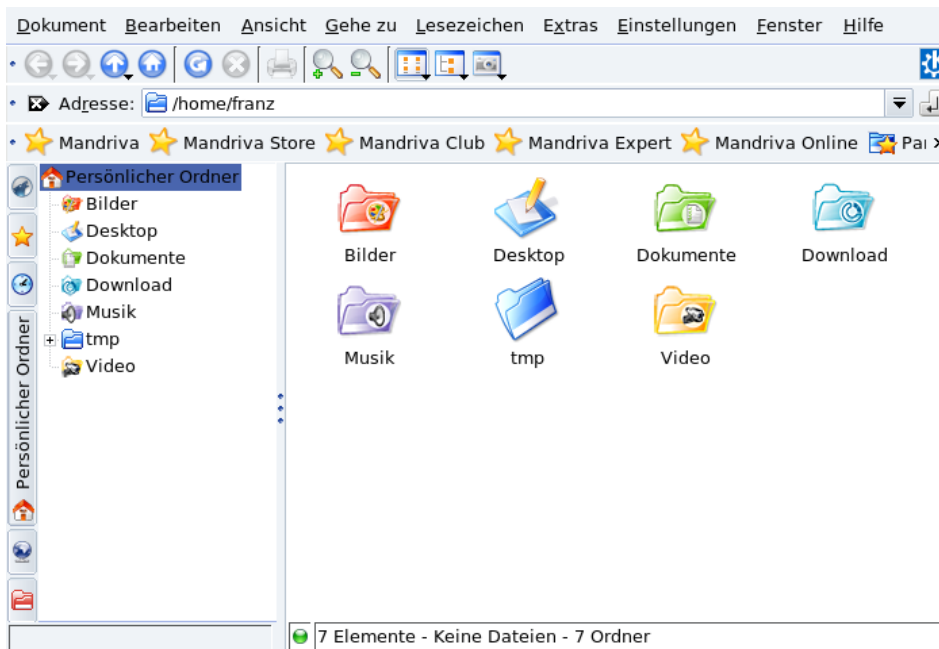 Dokument Bearbeiten Ansicht Gehe zu Lesezeichen Extras Einstellungen Fenster Hilfe
Adresse: /home/franz
Mandriva Mandriva Store Mandriva Club Mandriva Expert Mandriva Online
Persönlicher Ordner
Persönlicher Ordner
Bilder
Desktop
Dokumente
Download
Musik
tmp
Video
Bilder Desktop Dokumente Download
Musik tmp Video
7 Elemente - Keine Dateien - 7 Ordner